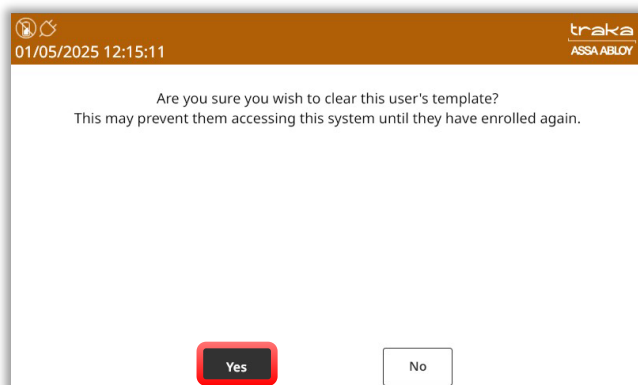 traka
01/05/2025 12:15:11
ASSA ABLOY
Are you sure you wish to clear this user's template?
This may prevent them accessing this system until they have enrolled again.
Yes
No